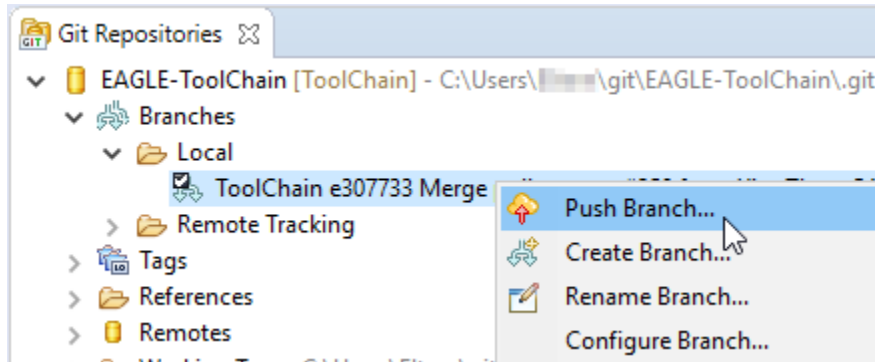 Git Repositories
EAGLE-ToolChain [ToolChain] - C:\Users\ \git\EAGLE-ToolChain\.git
Branches
Local
ToolChain e307733 Merge
Push Branch...
Remote Tracking
Create Branch...
Tags
References
Rename Branch...
Remotes
Configure Branch...